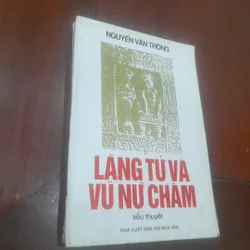 NGUYỄN VĂN THÔNG
LÃNG TỬ VÀ
VŨ NỮ CHĂM
tiểu thuyết
NHÀ XUẤT BẢN HỘI NHÀ VĂN